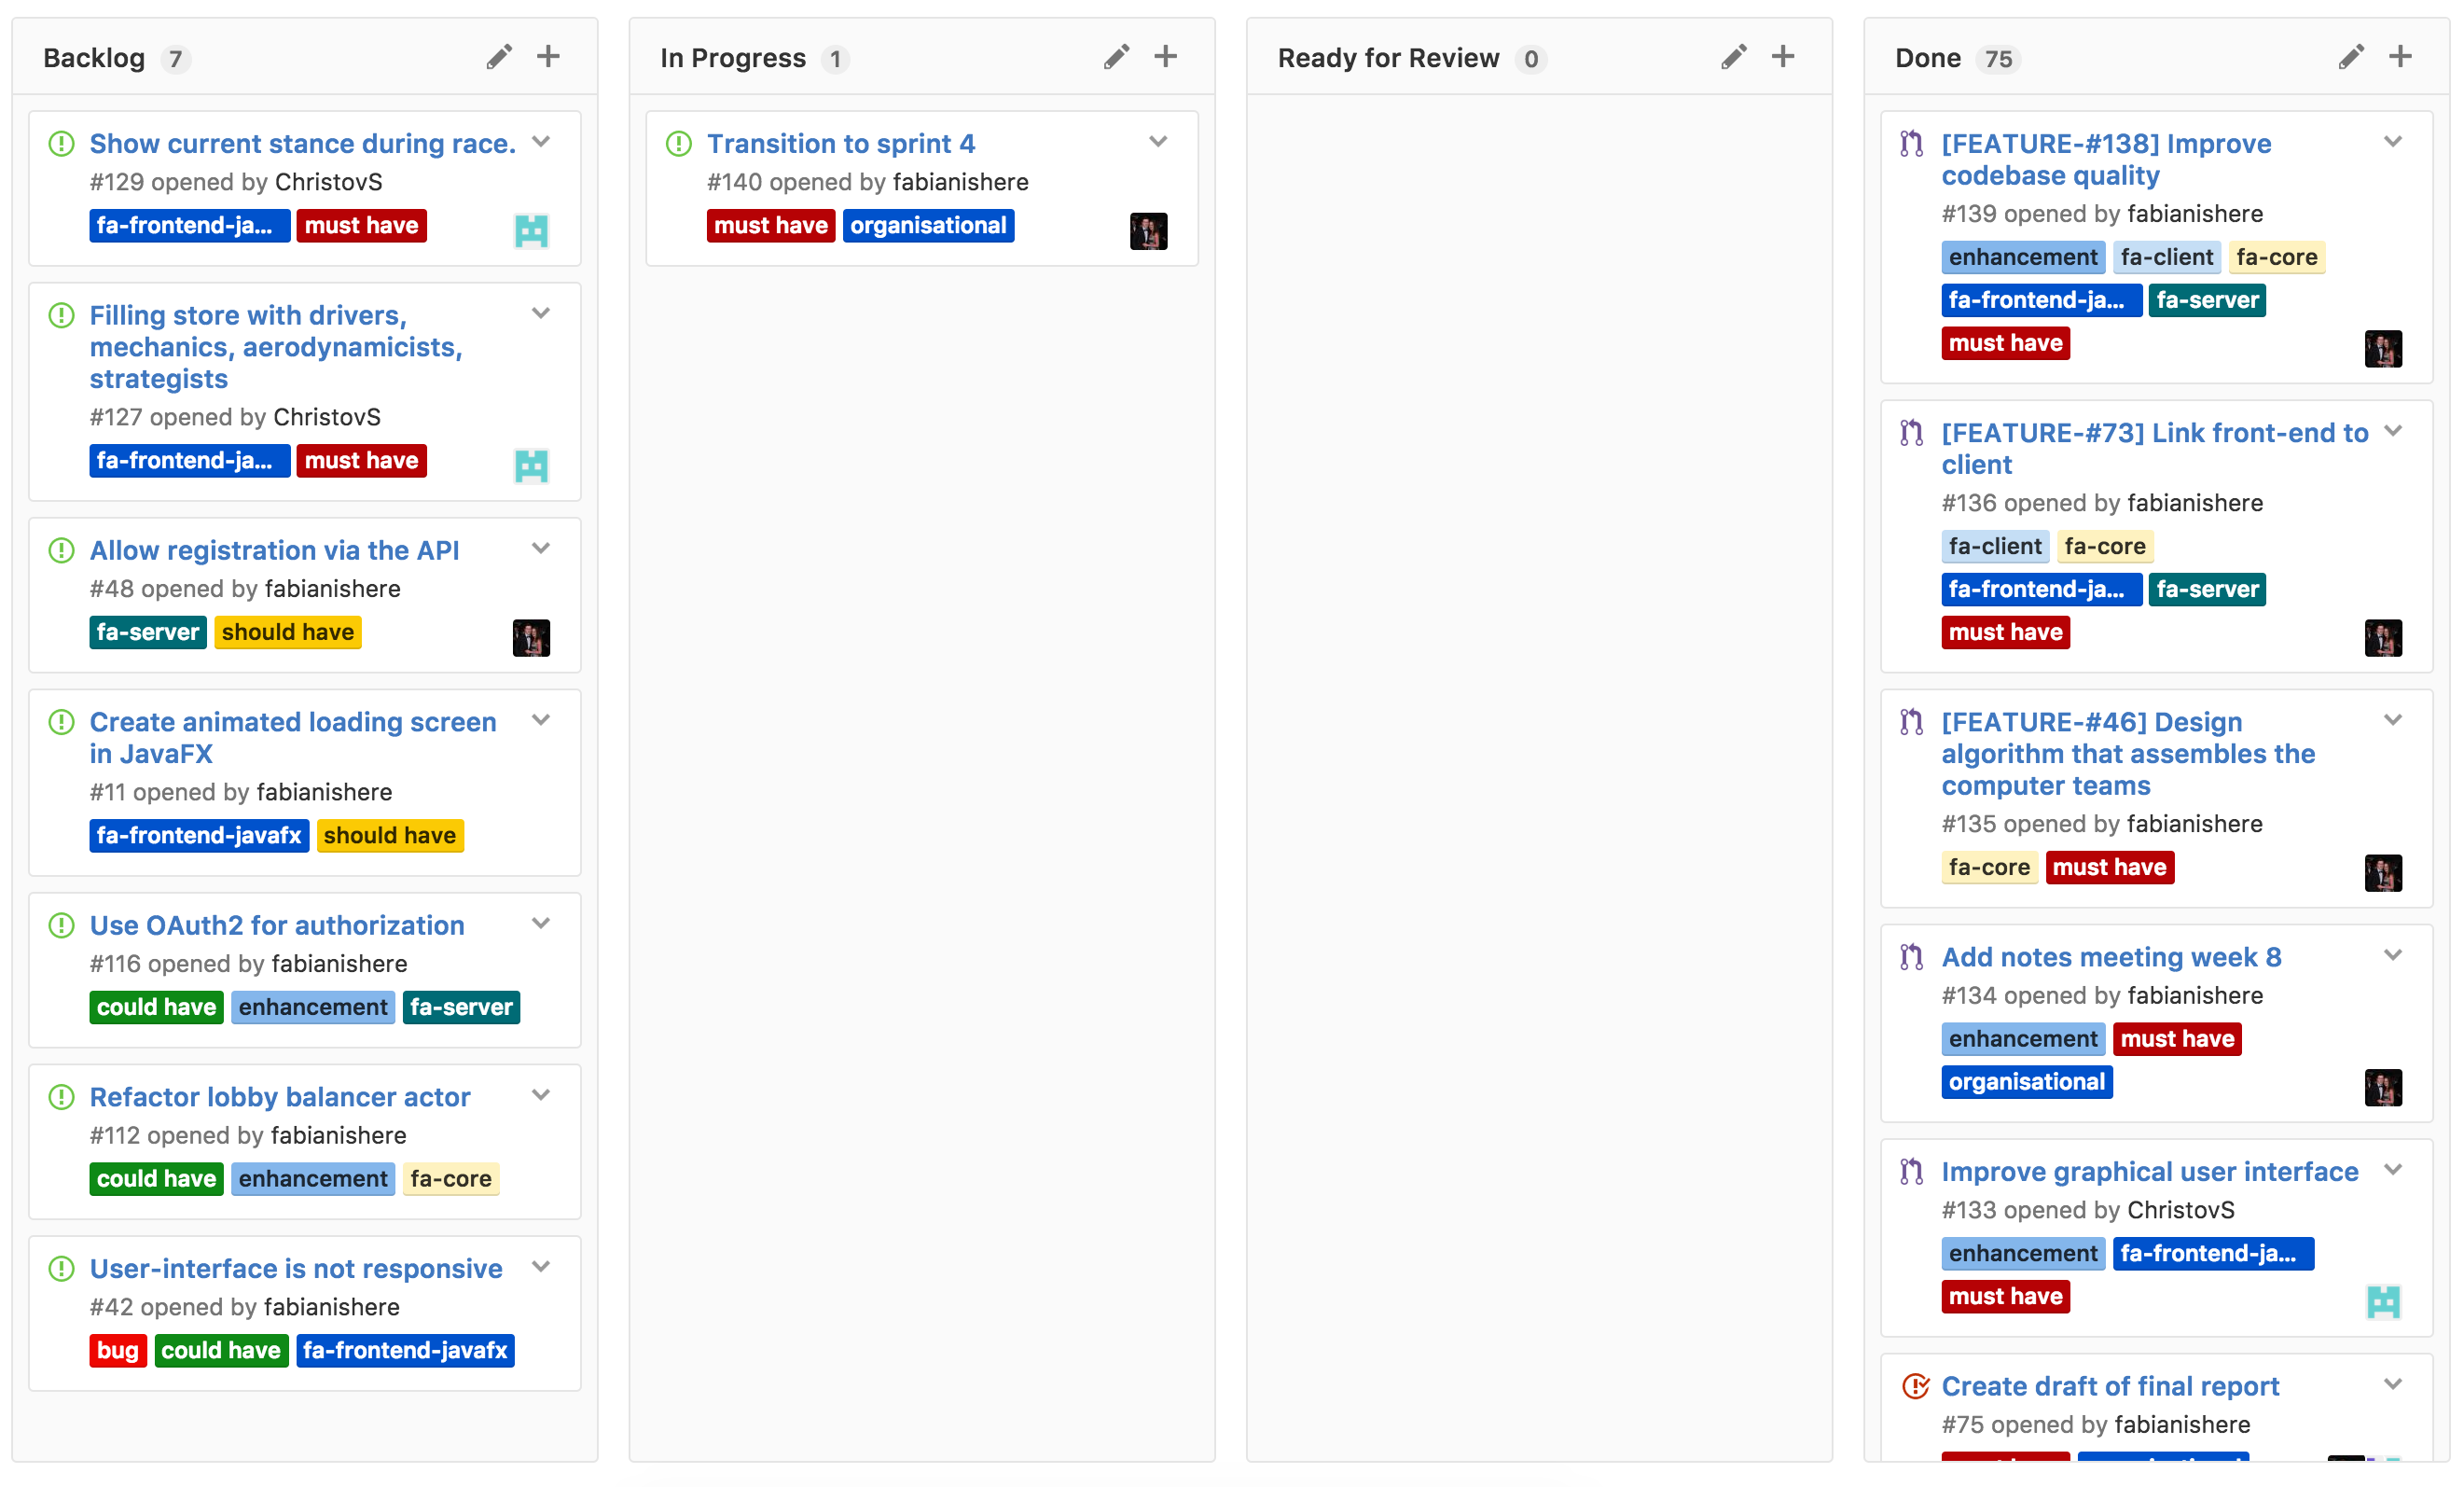 Backlog 7
Show current stance during race.
#129 opened by ChristovS
fa-frontend-ja... must have
Filling store with drivers,
mechanics, aerodynamicists,
strategists
#127 opened by ChristovS
fa-frontend-ja... must have
Allow registration via the API
#48 opened by fabianishere
fa-server should have
Create animated loading screen
in JavaFX
#11 opened by fabianishere
fa-frontend-javafx should have
Use OAuth2 for authorization
#116 opened by fabianishere
could have enhancement fa-server
Refactor lobby balancer actor
#112 opened by fabianishere
could have enhancement fa-core
User-interface is not responsive
#42 opened by fabianishere
bug could have fa-frontend-javafx
In Progress 1
Transition to sprint 4
#140 opened by fabianishere
must have organisational
Ready for Review 0
Done 75
[FEATURE-#138] Improve
codebase quality
#139 opened by fabianishere
enhancement fa-client fa-core
fa-frontend-ja... fa-server
must have
[FEATURE-#73] Link front-end to
client
#136 opened by fabianishere
fa-client fa-core
fa-frontend-ja... fa-server
must have
[FEATURE-#46] Design
algorithm that assembles the
computer teams
#135 opened by fabianishere
fa-core must have
Add notes meeting week 8
#134 opened by fabianishere
enhancement must have
organisational
Improve graphical user interface
#133 opened by ChristovS
enhancement fa-frontend-ja...
must have
Create draft of final report
#75 opened by fabianishere